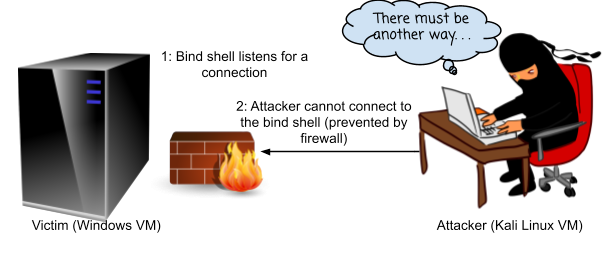 There must be
another way...
1: Bind shell listens for a
connection
2: Attacker cannot connect to
the bind shell (prevented by
firewall)
Victim (Windows VM)
Attacker (Kali Linux VM)